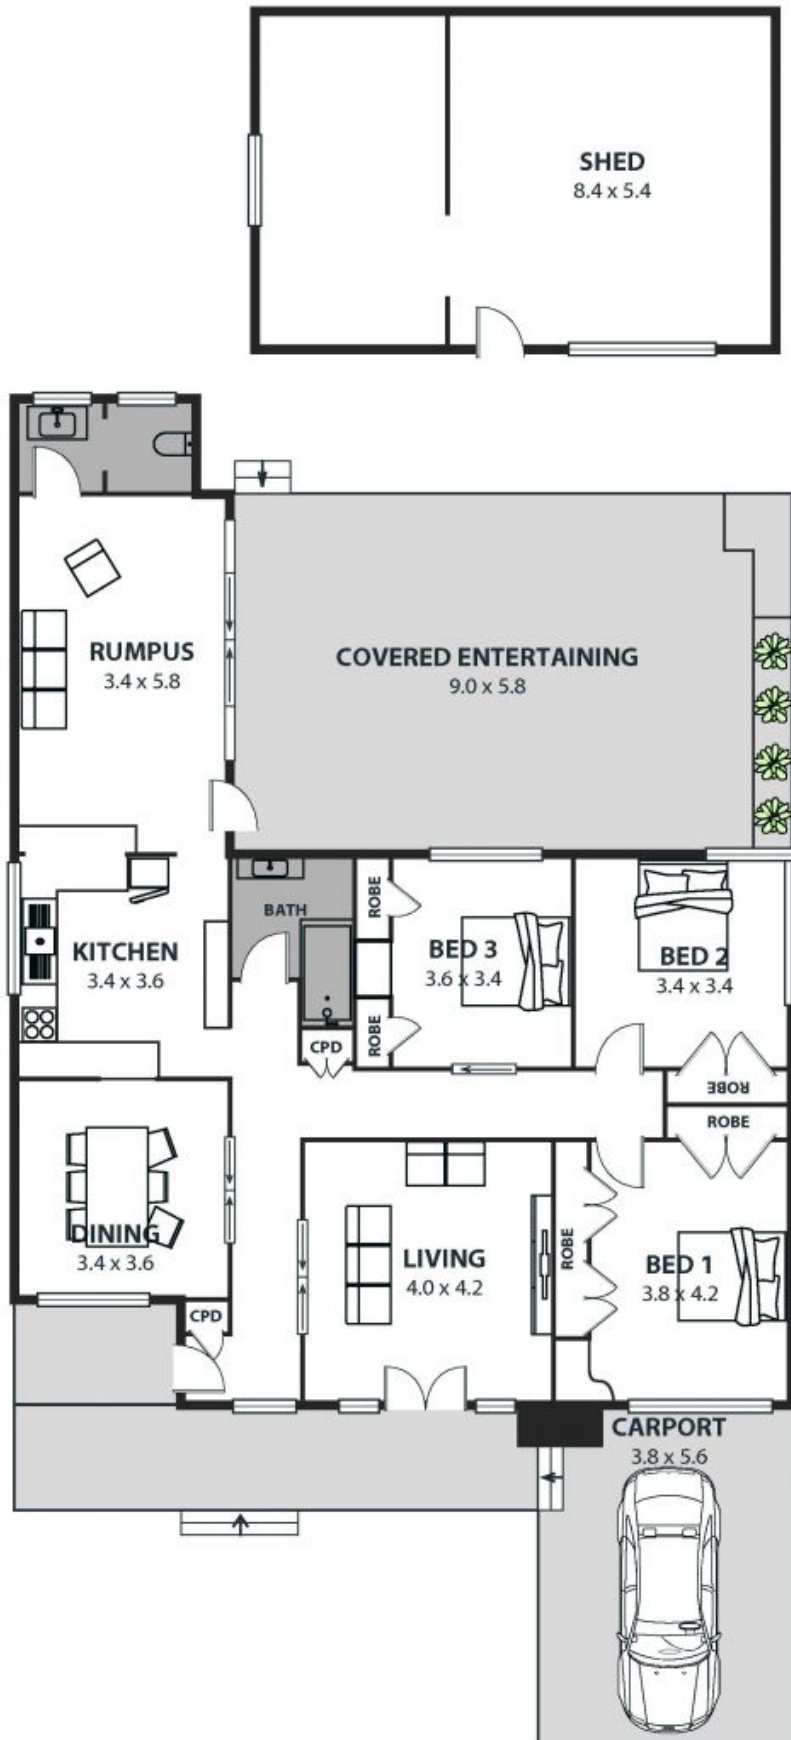 SHED
8.4 x 5.4
RUMPUS
3.4 x 5.8
COVERED ENTERTAINING
9.0 x 5.8
KITCHEN
3.4 x 3.6
BATH
ROBE
BED 3
3.6 x 3.4
BED 2
3.4 x 3.4
ROBE
CPD
ROBE
ROBE
DINING
3.4 x 3.6
LIVING
4.0 x 4.2
ROBE
BED 1
3.8 x 4.2
CPD
CARPORT
3.8 x 5.6